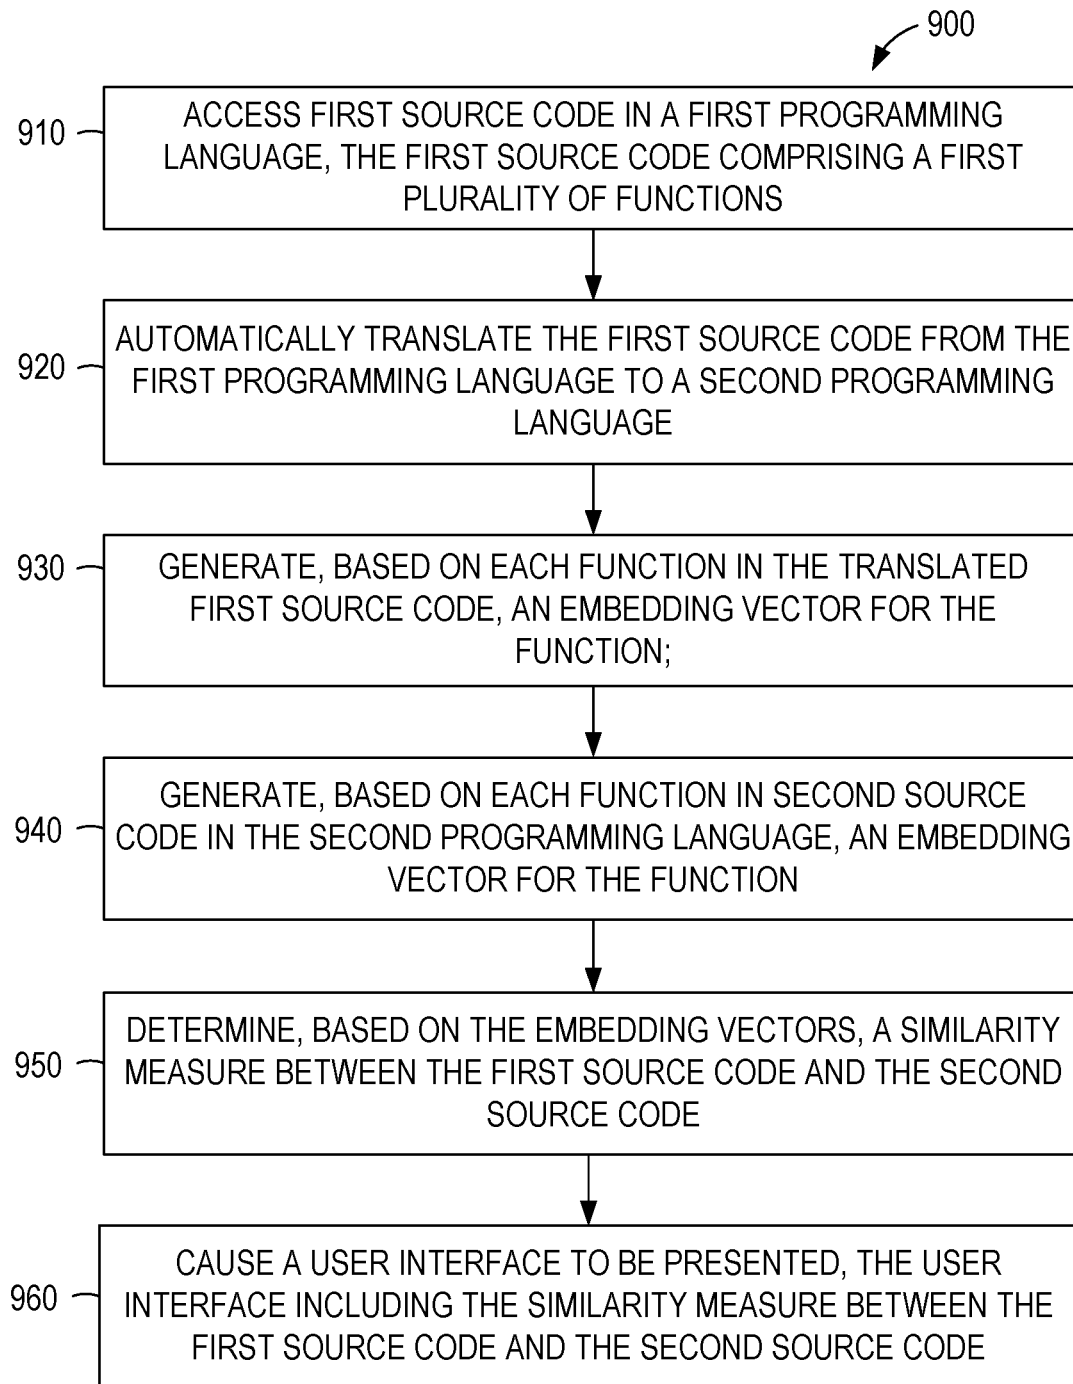 900
910
ACCESS FIRST SOURCE CODE IN A FIRST PROGRAMMING
LANGUAGE, THE FIRST SOURCE CODE COMPRISING A FIRST
PLURALITY OF FUNCTIONS
920
AUTOMATICALLY TRANSLATE THE FIRST SOURCE CODE FROM THE
FIRST PROGRAMMING LANGUAGE TO A SECOND PROGRAMMING
LANGUAGE
930
GENERATE, BASED ON EACH FUNCTION IN THE TRANSLATED
FIRST SOURCE CODE, AN EMBEDDING VECTOR FOR THE
FUNCTION;
940
GENERATE, BASED ON EACH FUNCTION IN SECOND SOURCE
CODE IN THE SECOND PROGRAMMING LANGUAGE, AN EMBEDDING
VECTOR FOR THE FUNCTION
950
DETERMINE, BASED ON THE EMBEDDING VECTORS, A SIMILARITY
MEASURE BETWEEN THE FIRST SOURCE CODE AND THE SECOND
SOURCE CODE
960
CAUSE A USER INTERFACE TO BE PRESENTED, THE USER
INTERFACE INCLUDING THE SIMILARITY MEASURE BETWEEN THE
FIRST SOURCE CODE AND THE SECOND SOURCE CODE